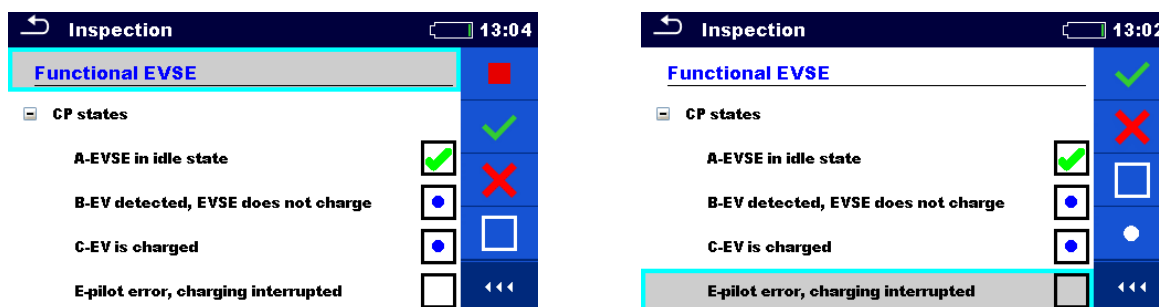 Inspection 13:04
Functional EVSE
CP states
A-EVSE in idle state
B-EV detected, EVSE does not charge
C-EV is charged
E-pilot error, charging interrupted
Inspection 13:02
Functional EVSE
CP states
A-EVSE in idle state
B-EV detected, EVSE does not charge
C-EV is charged
E-pilot error, charging interrupted